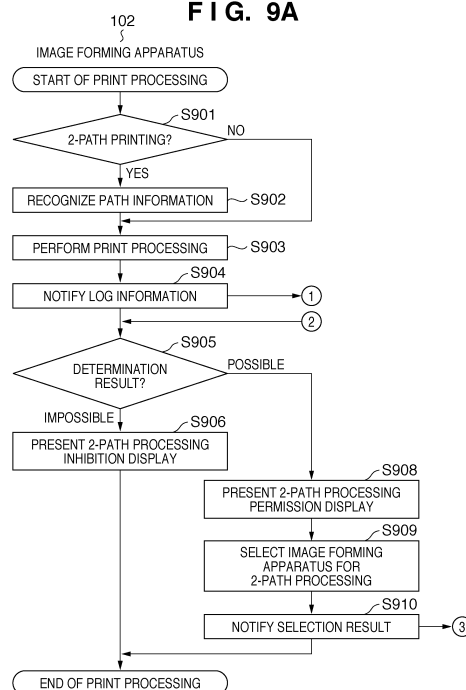 FIG. 9A
102
IMAGE FORMING APPARATUS
START OF PRINT PROCESSING
S901
2-PATH PRINTING?
NO
YES
RECOGNIZE PATH INFORMATION
S902
PERFORM PRINT PROCESSING
S903
S904
NOTIFY LOG INFORMATION
1
2
S905
DETERMINATION
RESULT?
POSSIBLE
IMPOSSIBLE
S906
PRESENT 2-PATH PROCESSING
INHIBITION DISPLAY
S908
PRESENT 2-PATH PROCESSING
PERMISSION DISPLAY
S909
SELECT IMAGE FORMING
APPARATUS FOR
2-PATH PROCESSING
S910
NOTIFY SELECTION RESULT
3
END OF PRINT PROCESSING